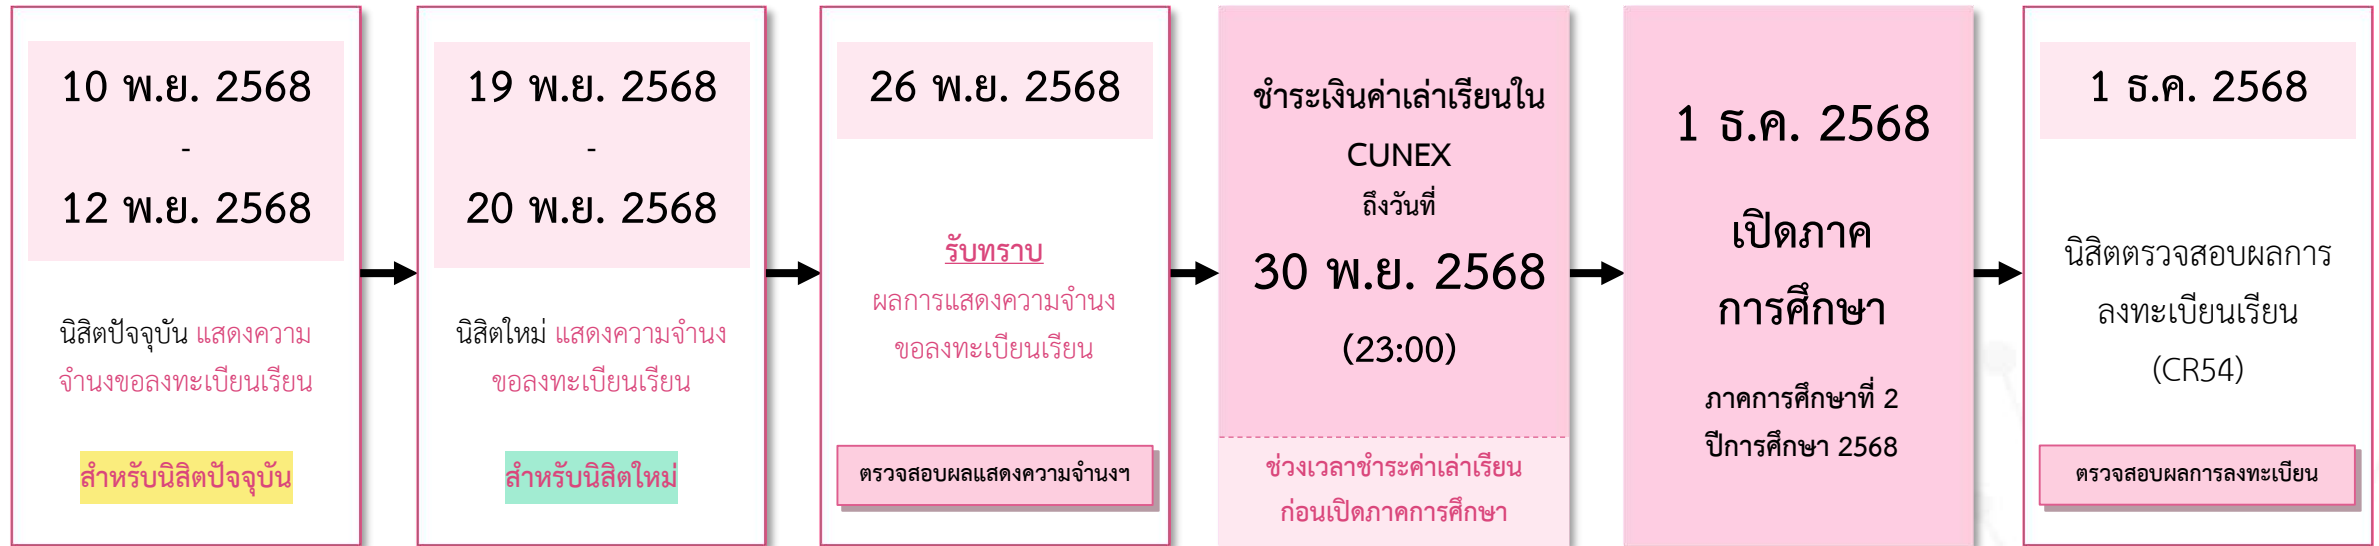 10 พ.ย. 2568
-
12 พ.ย. 2568
นิสิตปัจจุบัน แสดงความ
จำนงขอลงทะเบียนเรียน
สำหรับนิสิตปัจจุบัน
19 พ.ย. 2568
-
20 พ.ย. 2568
นิสิตใหม่ แสดงความจำนง
ขอลงทะเบียนเรียน
สำหรับนิสิตใหม่
26 พ.ย. 2568
รับทราบ
ผลการแสดงความจำนง
ขอลงทะเบียนเรียน
ตรวจสอบผลแสดงความจำนงฯ
ชำระเงินค่าเล่าเรียนใน
CUNEX
ถึงวันที่
30 พ.ย. 2568
(23:00)
ช่วงเวลาชำระค่าเล่าเรียน
ก่อนเปิดภาคการศึกษา
1 ธ.ค. 2568
เปิดภาค
การศึกษา
ภาคการศึกษาที่ 2
ปีการศึกษา 2568
1 ธ.ค. 2568
นิสิตตรวจสอบผลการ
ลงทะเบียนเรียน
(CR54)
ตรวจสอบผลการลงทะเบียน